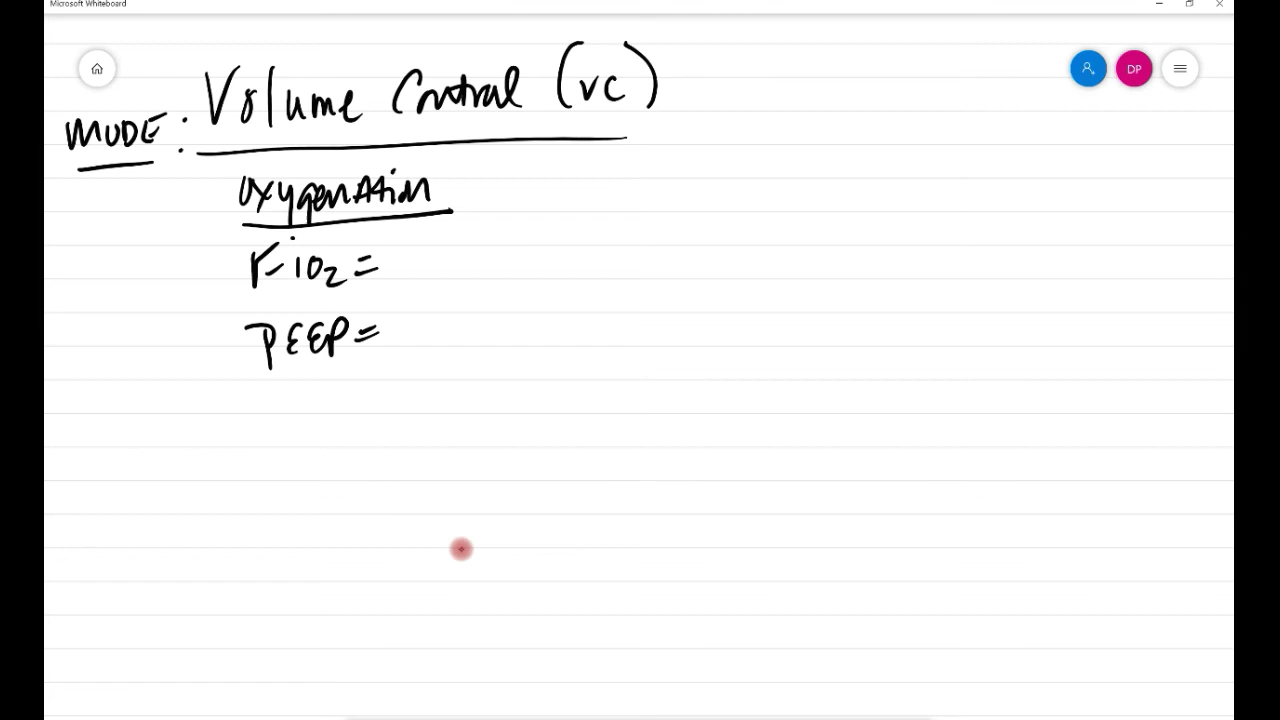 Microsoft Whiteboard
MODE: Volume Control (VC)
DP
OXYgenAtion
FiO2 =
PEEP =